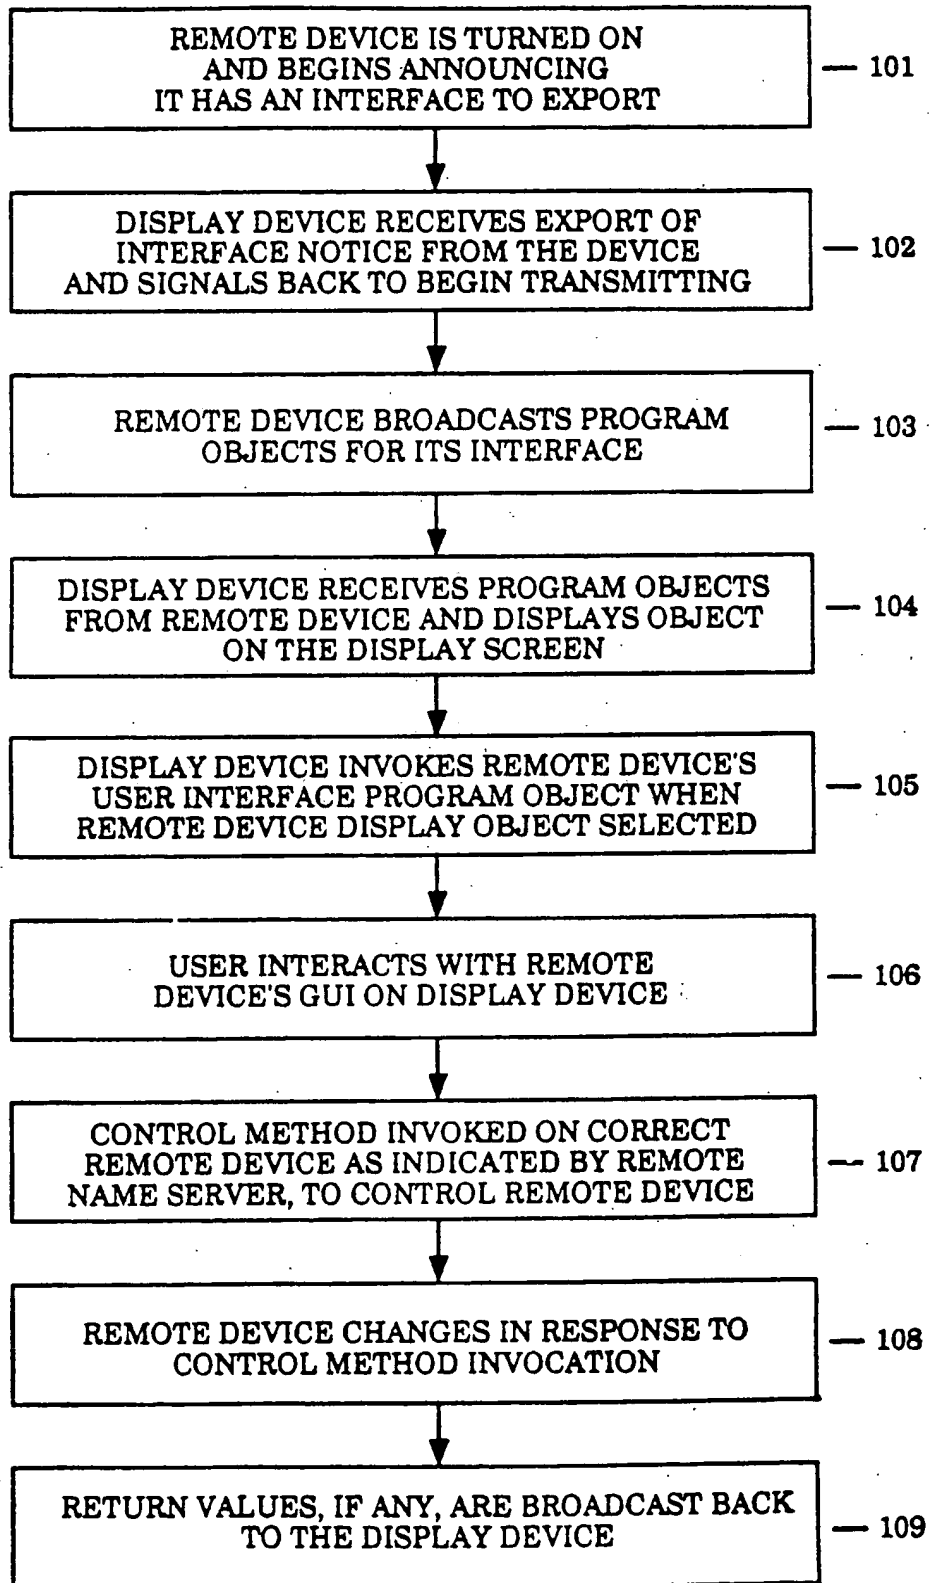 REMOTE DEVICE IS TURNED ON
AND BEGINS ANNOUNCING
IT HAS AN INTERFACE TO EXPORT
101
DISPLAY DEVICE RECEIVES EXPORT OF
INTERFACE NOTICE FROM THE DEVICE
AND SIGNALS BACK TO BEGIN TRANSMITTING
102
REMOTE DEVICE BROADCASTS PROGRAM
OBJECTS FOR ITS INTERFACE
103
DISPLAY DEVICE RECEIVES PROGRAM OBJECTS
FROM REMOTE DEVICE AND DISPLAYS OBJECT
ON THE DISPLAY SCREEN
104
DISPLAY DEVICE INVOKES REMOTE DEVICE'S
USER INTERFACE PROGRAM OBJECT WHEN
REMOTE DEVICE DISPLAY OBJECT SELECTED
105
USER INTERACTS WITH REMOTE
DEVICE'S GUI ON DISPLAY DEVICE
106
CONTROL METHOD INVOKED ON CORRECT
REMOTE DEVICE AS INDICATED BY REMOTE
NAME SERVER, TO CONTROL REMOTE DEVICE
107
REMOTE DEVICE CHANGES IN RESPONSE TO
CONTROL METHOD INVOCATION
108
RETURN VALUES, IF ANY, ARE BROADCAST BACK
TO THE DISPLAY DEVICE
109